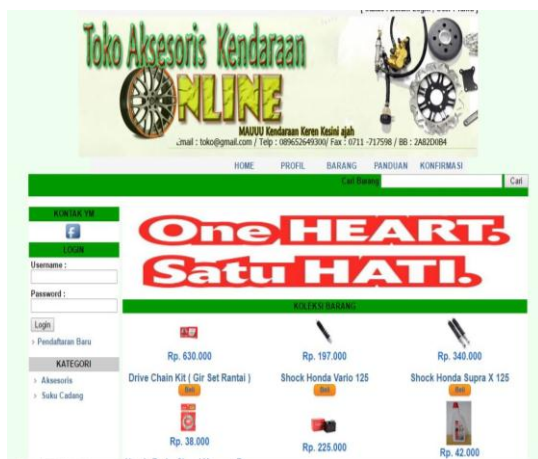 Toko Aksesoris Kendaraan
ONLINE
MAUUU Kendaraan Keren Kesini ajah
Email : toko@gmail.com / Telp : 089652649300/ Fax : 0711 -717598 / BB : 2A82D0B4
HOME PROFIL BARANG PANDUAN KONFIRMASI
Cari Barang Cari
KONTAK YM
LOGIN
Username :
Password :
Login
› Pendaftaran Baru
KATEGORI
› Aksesoris
› Suku Cadang
One HEART.
Satu HATI.
KOLEKSI BARANG
Rp. 630.000 Rp. 197.000 Rp. 340.000
Drive Chain Kit ( Gir Set Rantai ) Shock Honda Vario 125 Shock Honda Supra X 125
Beli Beli Beli
Rp. 38.000 Rp. 225.000 Rp. 42.000